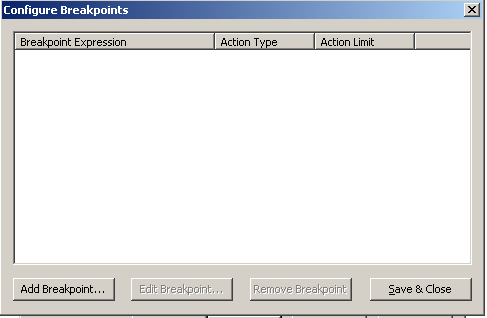 Configure Breakpoints
Breakpoint Expression Action Type Action Limit
Add Breakpoint... Edit Breakpoint... Remove Breakpoint Save & Close